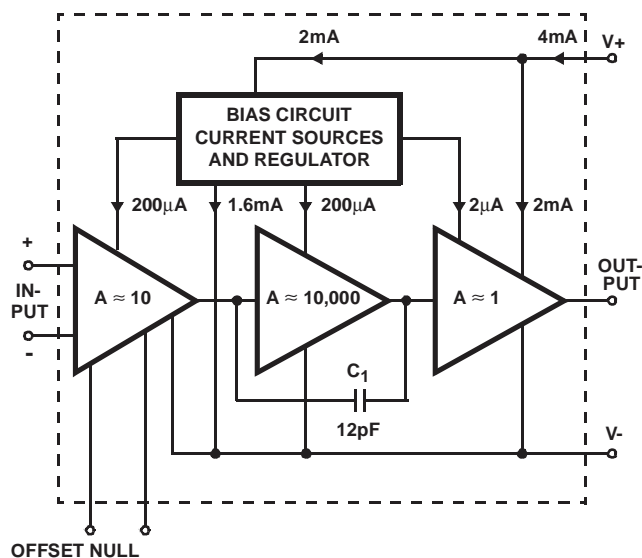 2mA
4mA
V+
BIAS CIRCUIT
CURRENT SOURCES
AND REGULATOR
200µA
1.6mA
200µA
2µA
2mA
+
IN-
PUT
-
A ≈ 10
A ≈ 10,000
A ≈ 1
OUT-
PUT
C1
12pF
V-
OFFSET NULL